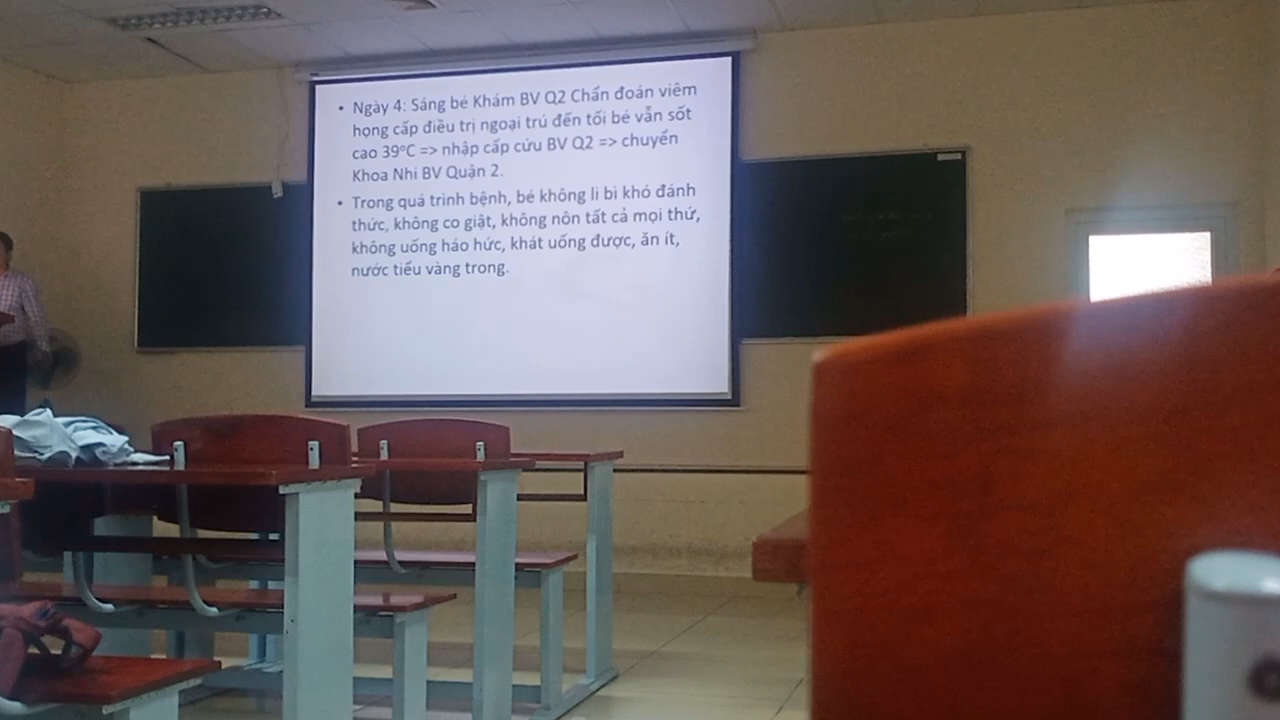 • Ngày 4: Sáng bé Khám BV Q2 Chẩn đoán viêm
họng cấp điều trị ngoại trú đến tối bé vẫn sốt
cao 39°C => nhập cấp cứu BV Q2 => chuyển
Khoa Nhi BV Quận 2.
• Trong quá trình bệnh, bé không li bì khó đánh
thức, không co giật, không nôn tất cả mọi thứ,
không uống háo hức, khát uống được, ăn ít,
nước tiểu vàng trong.